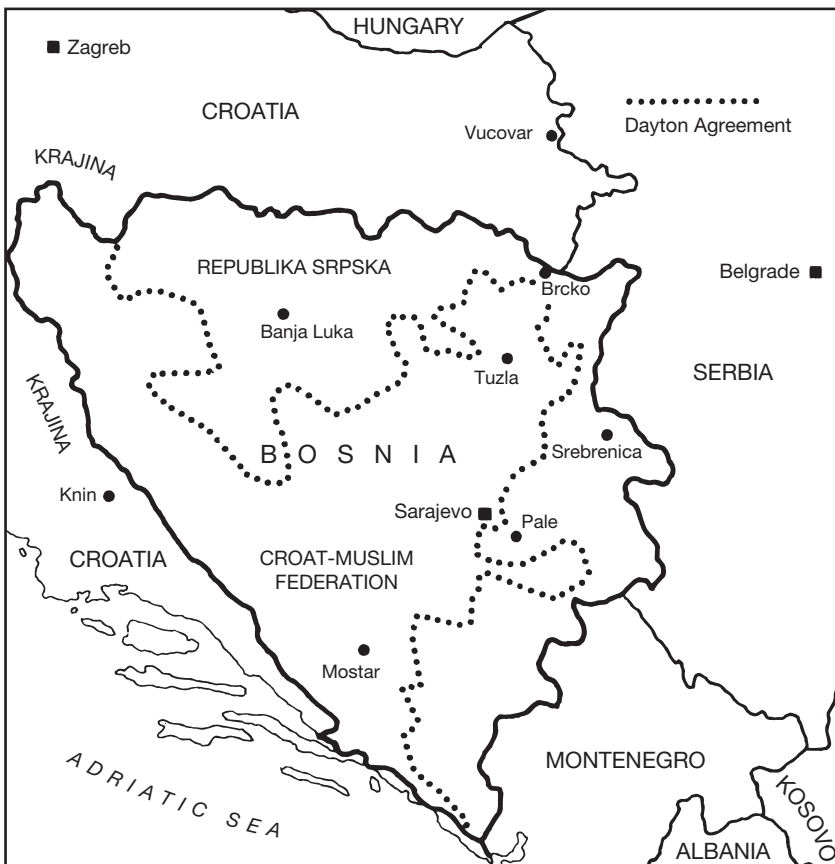 HUNGARY
Zagreb
CROATIA
Dayton Agreement
Vucovar
KRAJINA
REPUBLIKA SRPSKA
Belgrade
Brcko
Banja Luka
Tuzla
SERBIA
KRAJINA
BOSNIA
Srebrenica
Knin
Sarajevo
Pale
CROATIA
CROAT-MUSLIM
FEDERATION
Mostar
MONTENEGRO
ADRIATIC SEA
KOSOVO
ALBANIA